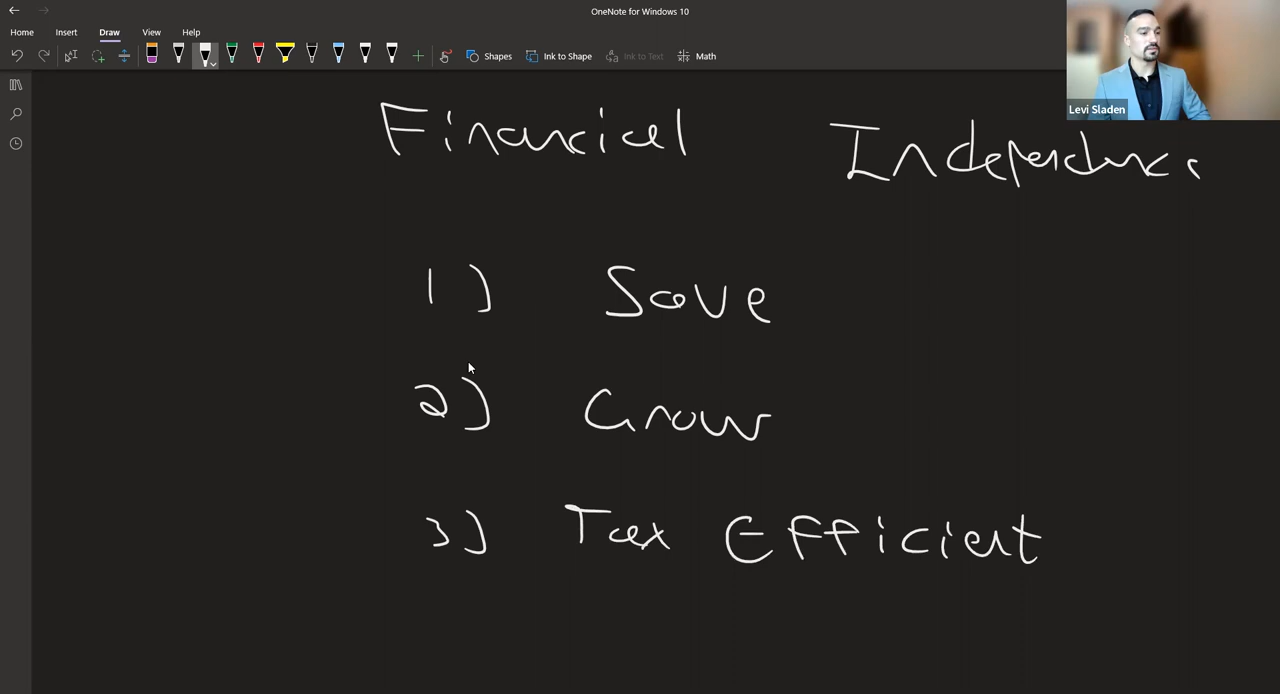 OneNote for Windows 10
Home Insert Draw View Help
Shapes Ink to Shape Ink to Text Math
Levi Sladen
Financial Independence
1) Save
2) Grow
3) Tax Efficient